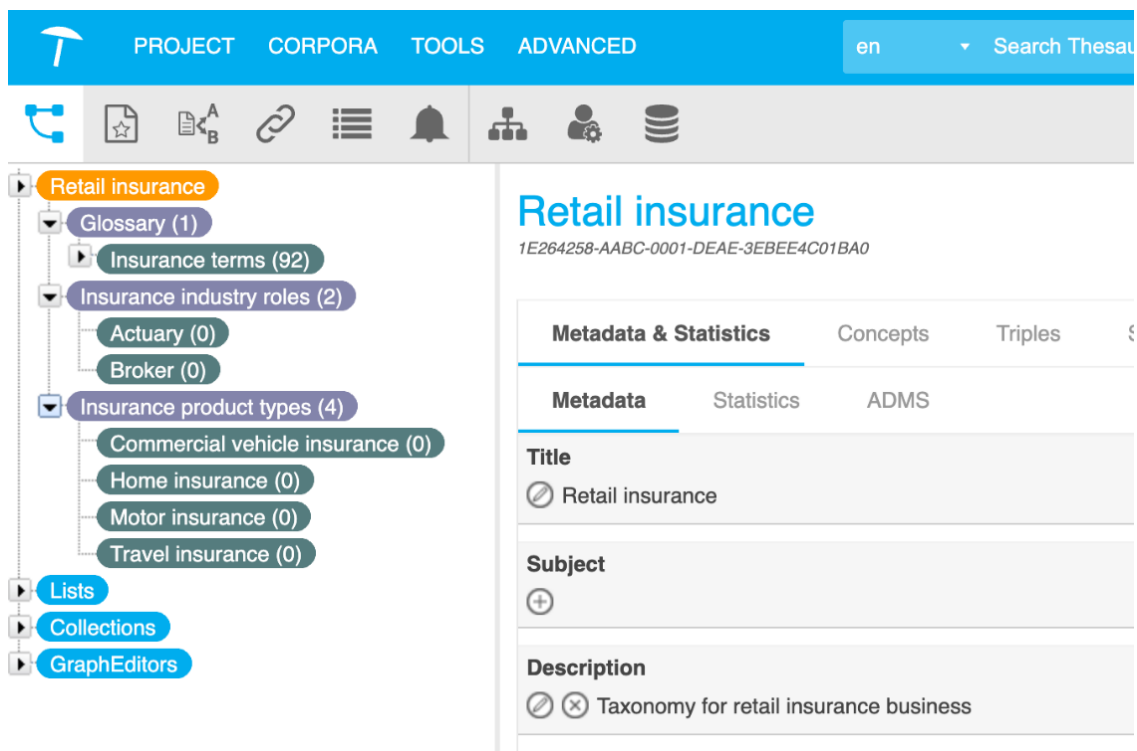 PROJECT CORPORA TOOLS ADVANCED en Search Thesau
A
B
Retail insurance
Glossary (1)
Insurance terms (92)
Insurance industry roles (2)
Actuary (0)
Broker (0)
Insurance product types (4)
Commercial vehicle insurance (0)
Home insurance (0)
Motor insurance (0)
Travel insurance (0)
Lists
Collections
GraphEditors
Retail insurance
1E264258-AABC-0001-DEAE-3EBEE4C01BA0
Metadata & Statistics Concepts Triples S
Metadata Statistics ADMS
Title
Retail insurance
Subject
Description
Taxonomy for retail insurance business